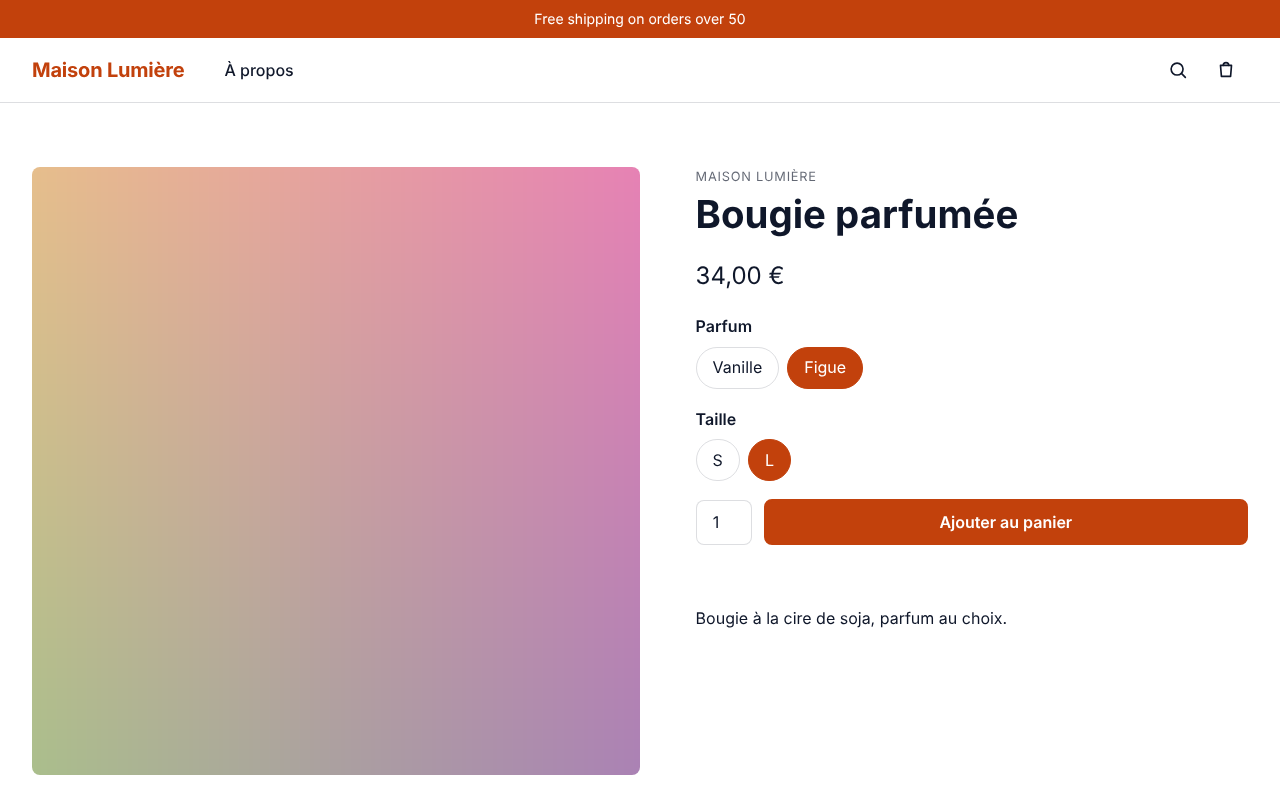 Free shipping on orders over 50
Maison Lumière
À propos
MAISON LUMIÈRE
Bougie parfumée
34,00 €
Parfum
Vanille
Figue
Taille
S
L
1
Ajouter au panier
Bougie à la cire de soja, parfum au choix.